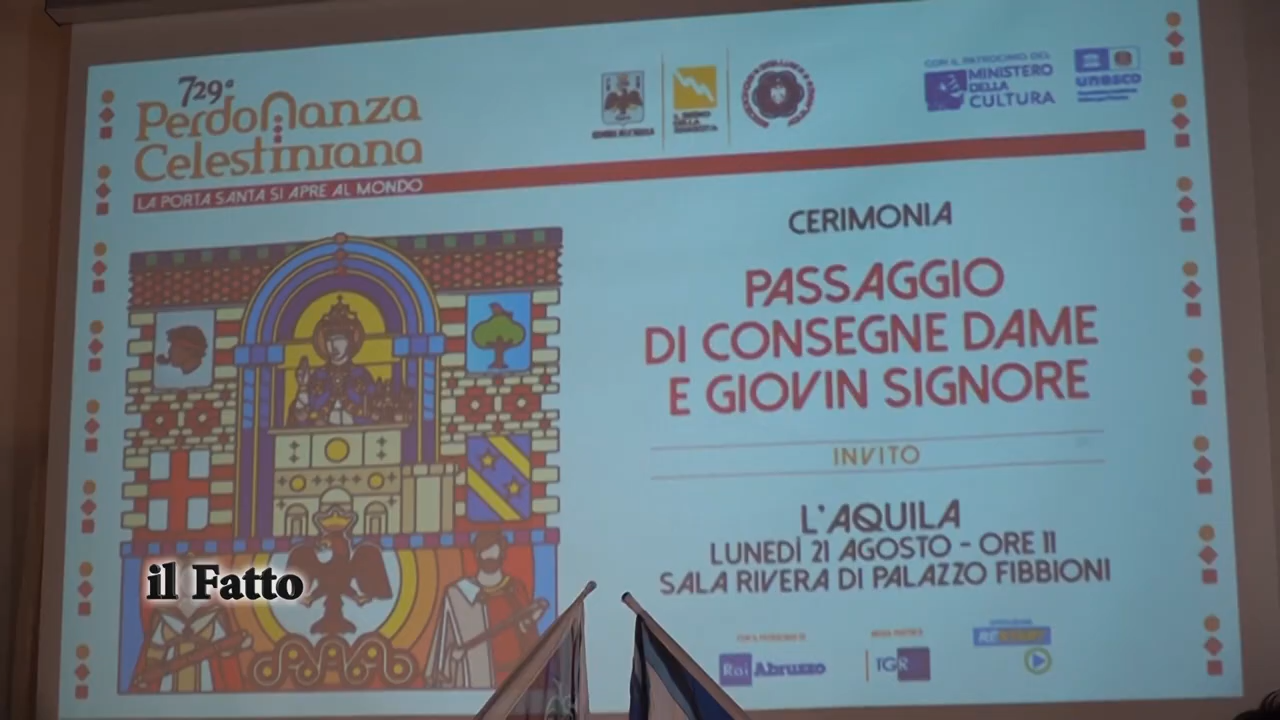 729ª
Perdonanza
Celestiniana
LA PORTA SANTA SI APRE AL MONDO
CON IL PATROCINIO DEL
MINISTERO
DELLA
CULTURA
unesco
CERIMONIA
PASSAGGIO
DI CONSEGNE DAME
E GIOVIN SIGNORE
INVITO
L'AQUILA
LUNEDÌ 21 AGOSTO - ORE 11
SALA RIVERA DI PALAZZO FIBBIONI
il Fatto
Rai Abruzzo
TGR
RESTART